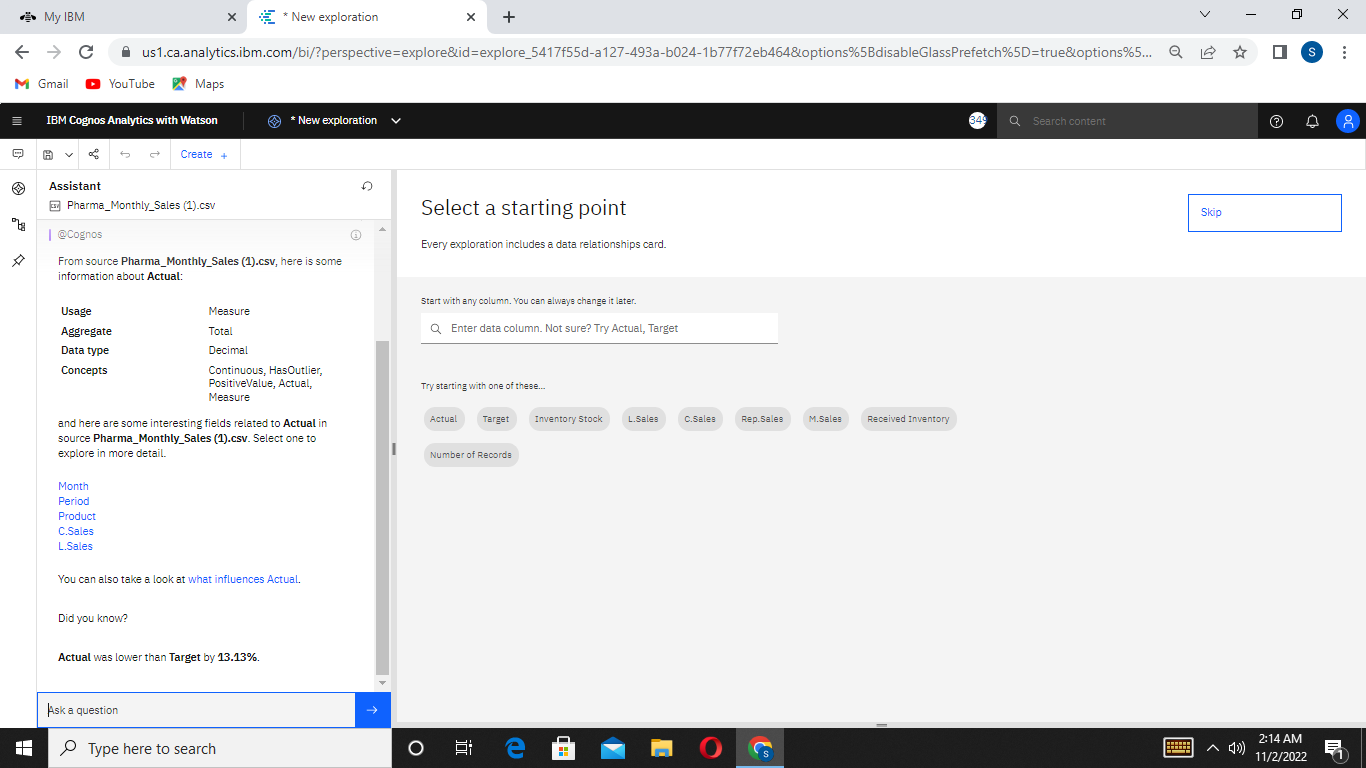 My IBM
* New exploration
us1.ca.analytics.ibm.com/bi/?perspective=explore&id=explore_5417f55d-a127-493a-b024-1b77f72eb464&options%5BdisableGlassPrefetch%5D=true&options%5...
S
Gmail
YouTube
Maps
IBM Cognos Analytics with Watson
* New exploration
349
Search content
Create +
Assistant
Pharma_Monthly_Sales (1).csv
@Cognos
From source Pharma_Monthly_Sales (1).csv, here is some
information about Actual:
Usage Measure
Aggregate Total
Data type Decimal
Concepts Continuous, HasOutlier,
PositiveValue, Actual,
Measure
and here are some interesting fields related to Actual in
source Pharma_Monthly_Sales (1).csv. Select one to
explore in more detail.
Month
Period
Product
C.Sales
L.Sales
You can also take a look at what influences Actual.
Did you know?
Actual was lower than Target by 13.13%.
Ask a question
Select a starting point
Skip
Every exploration includes a data relationships card.
Start with any column. You can always change it later.
Enter data column. Not sure? Try Actual, Target
Try starting with one of these...
Actual Target Inventory Stock L.Sales C.Sales Rep.Sales M.Sales Received Inventory
Number of Records
Type here to search
S
2:14 AM
11/2/2022
1